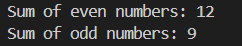 Sum of even numbers: 12
Sum of odd numbers: 9